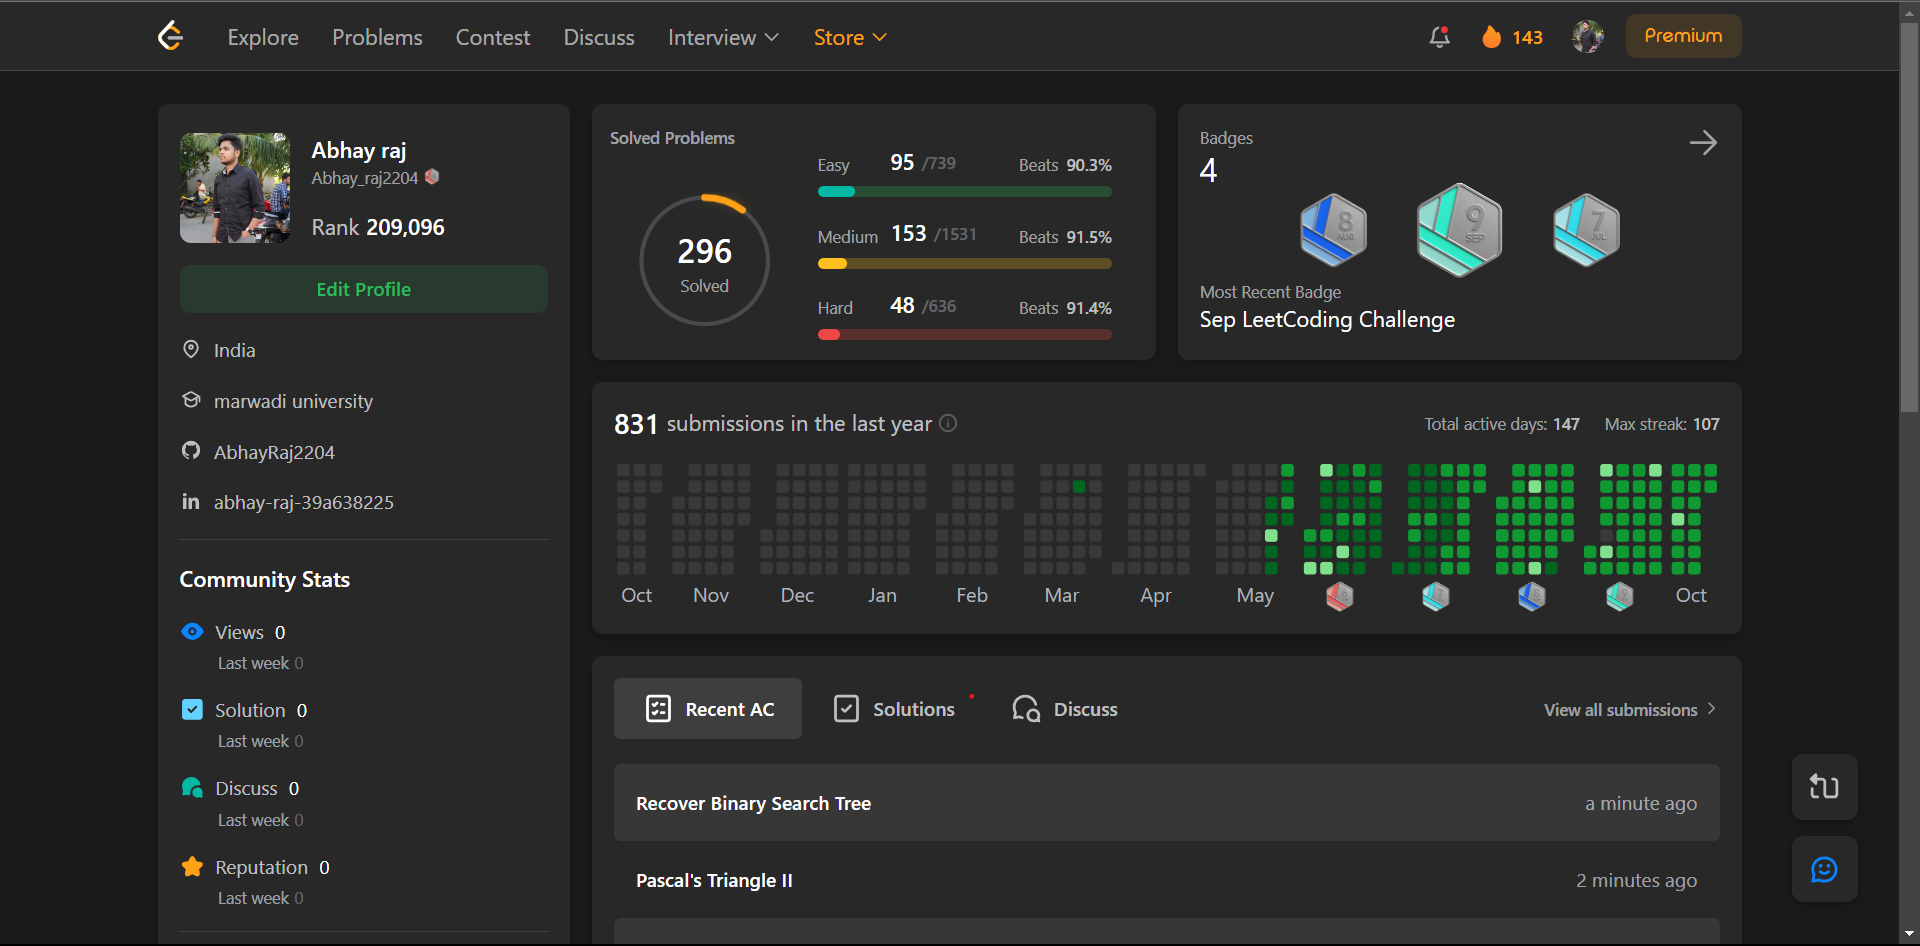 Explore Problems Contest Discuss Interview Store 143 Premium
Abhay raj
Abhay_raj2204
Rank 209,096
Edit Profile
India
marwadi university
AbhayRaj2204
in abhay-raj-39a638225
Community Stats
Views 0
Last week 0
Solution 0
Last week 0
Discuss 0
Last week 0
Reputation 0
Last week 0
Solved Problems
296
Solved
Easy 95 /739 Beats 90.3%
Medium 153 /1531 Beats 91.5%
Hard 48 /636 Beats 91.4%
Badges
4
8
AUG
9
SEP
7
JUL
Most Recent Badge
Sep LeetCoding Challenge
831 submissions in the last year Total active days: 147 Max streak: 107
Oct Nov Dec Jan Feb Mar Apr May Oct
Recent AC Solutions Discuss View all submissions
Recover Binary Search Tree a minute ago
Pascal's Triangle II 2 minutes ago